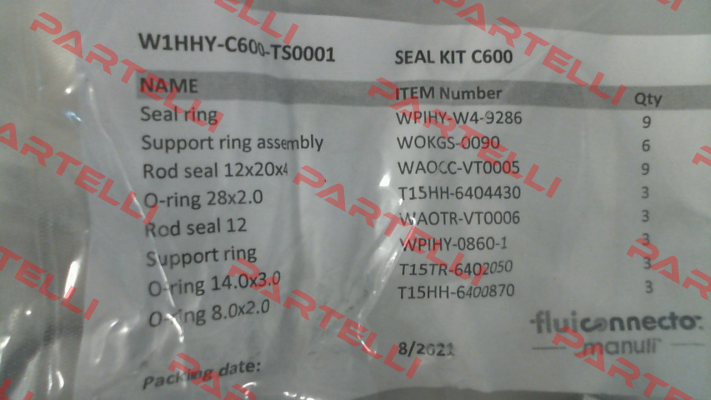 W1HHY-C600-TS0001 SEAL KIT C600
NAME ITEM Number Qty
Seal ring WPIHY-W4-9286 9
Support ring assembly WOKGS-0090 6
Rod seal 12x20x4 WAOCC-VT0005 9
O-ring 28x2.0 T15HH-6404430 3
Rod seal 12 WAOTR-VT0006 3
Support ring WPIHY-0860-1 3
O-ring 14.0x3.0 T15TR-6402050 3
O-ring 8.0x2.0 T15HH-6400870 3
fluiconnecto
manuli
Packing date: 8/2021
PARTELLI
PARTELLI
PARTELLI
PARTELLI
PARTELLI
PARTELLI
PARTELLI
PARTELLI